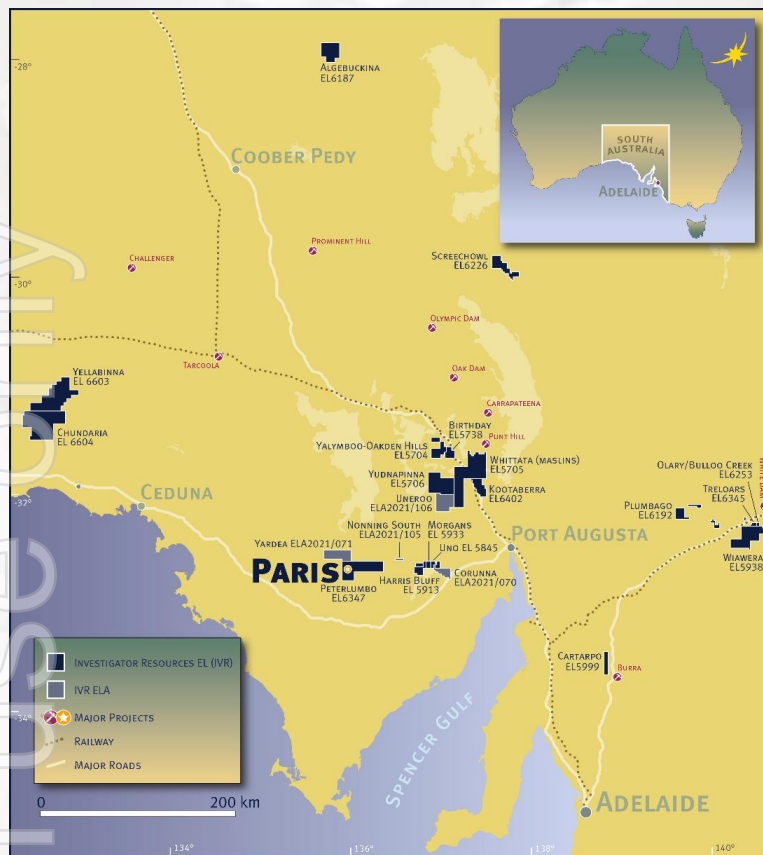 -28°
ALGEBUCKINA
EL6187
SOUTH
AUSTRALIA
ADELAIDE
COOBER PEDY
CHALLENGER
PROMINENT HILL
SCREECHOWL
EL6226
-30°
OLYMPIC DAM
TARCOOLA
OAK DAM
YELLABINNA
EL 6603
CARRAPATEENA
CHUNDARIA
EL 6604
BIRTHDAY
EL5738
PUNT HILL
YALYMBOO-OAKDEN HILLS
EL5704
WHITTATA (MASLINS)
EL5705
YUDNAPINNA
EL5706
OLARY/BULLOO CREEK
EL6253
KOOTABERRA
EL6402
TRELOARS
EL6345
UNEROO
ELA2021/106
-32°
CEDUNA
PLUMBAGO
EL6192
NONNING SOUTH
ELA2021/105
MORGANS
EL 5933
PORT AUGUSTA
YARDEA ELA2021/071
UNO EL 5845
WIAWERA
EL5938
PARIS
PETERLUMBO
EL6347
HARRIS BLUFF
EL 5913
CORUNNA
ELA2021/070
CARTARPO
EL5999
BURRA
INVESTIGATOR RESOURCES EL (IVR)
IVR ELA
MAJOR PROJECTS
RAILWAY
MAJOR ROADS
-34°
SPENCER GULF
0 200 km
ADELAIDE
134° 136° 138° 140°